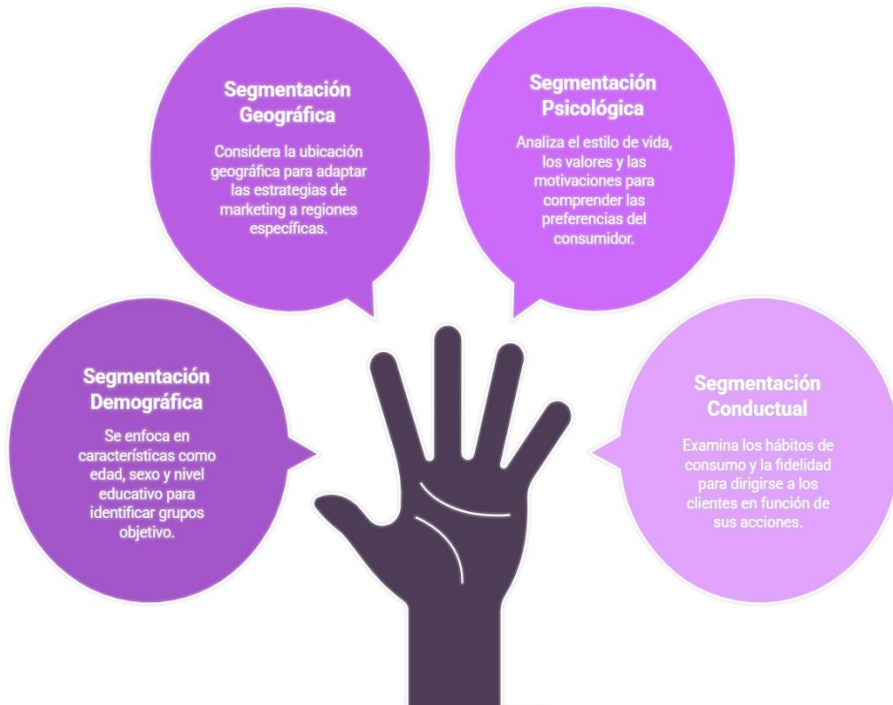 Segmentación
Geográfica
Considera la ubicación
geográfica para adaptar
las estrategias de
marketing a regiones
específicas.
Segmentación
Psicológica
Analiza el estilo de vida,
los valores y las
motivaciones para
comprender las
preferencias del
consumidor.
Segmentación
Demográfica
Se enfoca en
características como
edad, sexo y nivel
educativo para
identificar grupos
objetivo.
Segmentación
Conductual
Examina los hábitos de
consumo y la fidelidad
para dirigirse a los
clientes en función de
sus acciones.